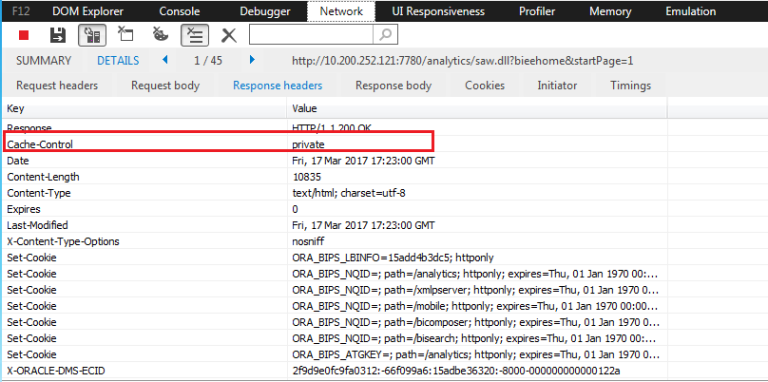 F12 DOM Explorer Console Debugger Network UI Responsiveness Profiler Memory Emulation
SUMMARY DETAILS 1 / 45 http://10.200.252.121:7780/analytics/saw.dll?bieehome&startPage=1
Request headers Request body Response headers Response body Cookies Initiator Timings
Key Value
Response HTTP/1.1 200 OK
Cache-Control private
Date Fri, 17 Mar 2017 17:23:00 GMT
Content-Length 10835
Content-Type text/html; charset=utf-8
Expires 0
Last-Modified Fri, 17 Mar 2017 17:23:00 GMT
X-Content-Type-Options nosniff
Set-Cookie ORA_BIPS_LBINFO=15add4b3dc5; httponly
Set-Cookie ORA_BIPS_NQID=; path=/analytics; httponly; expires=Thu, 01 Jan 1970 00:...
Set-Cookie ORA_BIPS_NQID=; path=/xmlpserver; httponly; expires=Thu, 01 Jan 1970 0...
Set-Cookie ORA_BIPS_NQID=; path=/mobile; httponly; expires=Thu, 01 Jan 1970 00:00...
Set-Cookie ORA_BIPS_NQID=; path=/bicomposer; httponly; expires=Thu, 01 Jan 1970 0...
Set-Cookie ORA_BIPS_NQID=; path=/bisearch; httponly; expires=Thu, 01 Jan 1970 00:...
Set-Cookie ORA_BIPS_ATGKEY=; path=/analytics; httponly; expires=Thu, 01 Jan 1970 ...
X-ORACLE-DMS-ECID 2f9d9e0fc9fa0312:-66f099a6:15adbe36320:-8000-000000000000122a